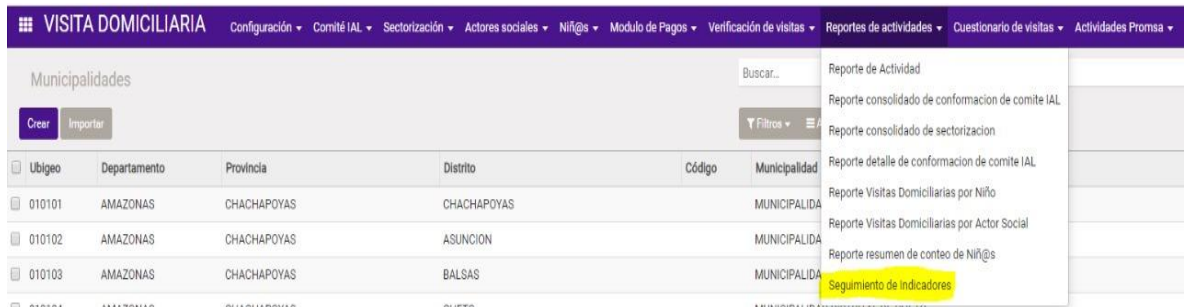 VISITA DOMICILIARIA Configuración Comité IAL Sectorización Actores sociales Niñ@s Modulo de Pagos Verificación de visitas Reportes de actividades Cuestionario de visitas Actividades Promsa
Municipalidades
Buscar...
Crear Importar
Filtros
Ubigeo Departamento Provincia Distrito Código Municipalidad
010101 AMAZONAS CHACHAPOYAS CHACHAPOYAS MUNICIPALIDA
010102 AMAZONAS CHACHAPOYAS ASUNCION MUNICIPALIDA
010103 AMAZONAS CHACHAPOYAS BALSAS MUNICIPALIDA
Reporte de Actividad
Reporte consolidado de conformacion de comite IAL
Reporte consolidado de sectorizacion
Reporte detalle de conformacion de comite IAL
Reporte Visitas Domiciliarias por Niño
Reporte Visitas Domiciliarias por Actor Social
Reporte resumen de conteo de Niñ@s
Seguimiento de Indicadores